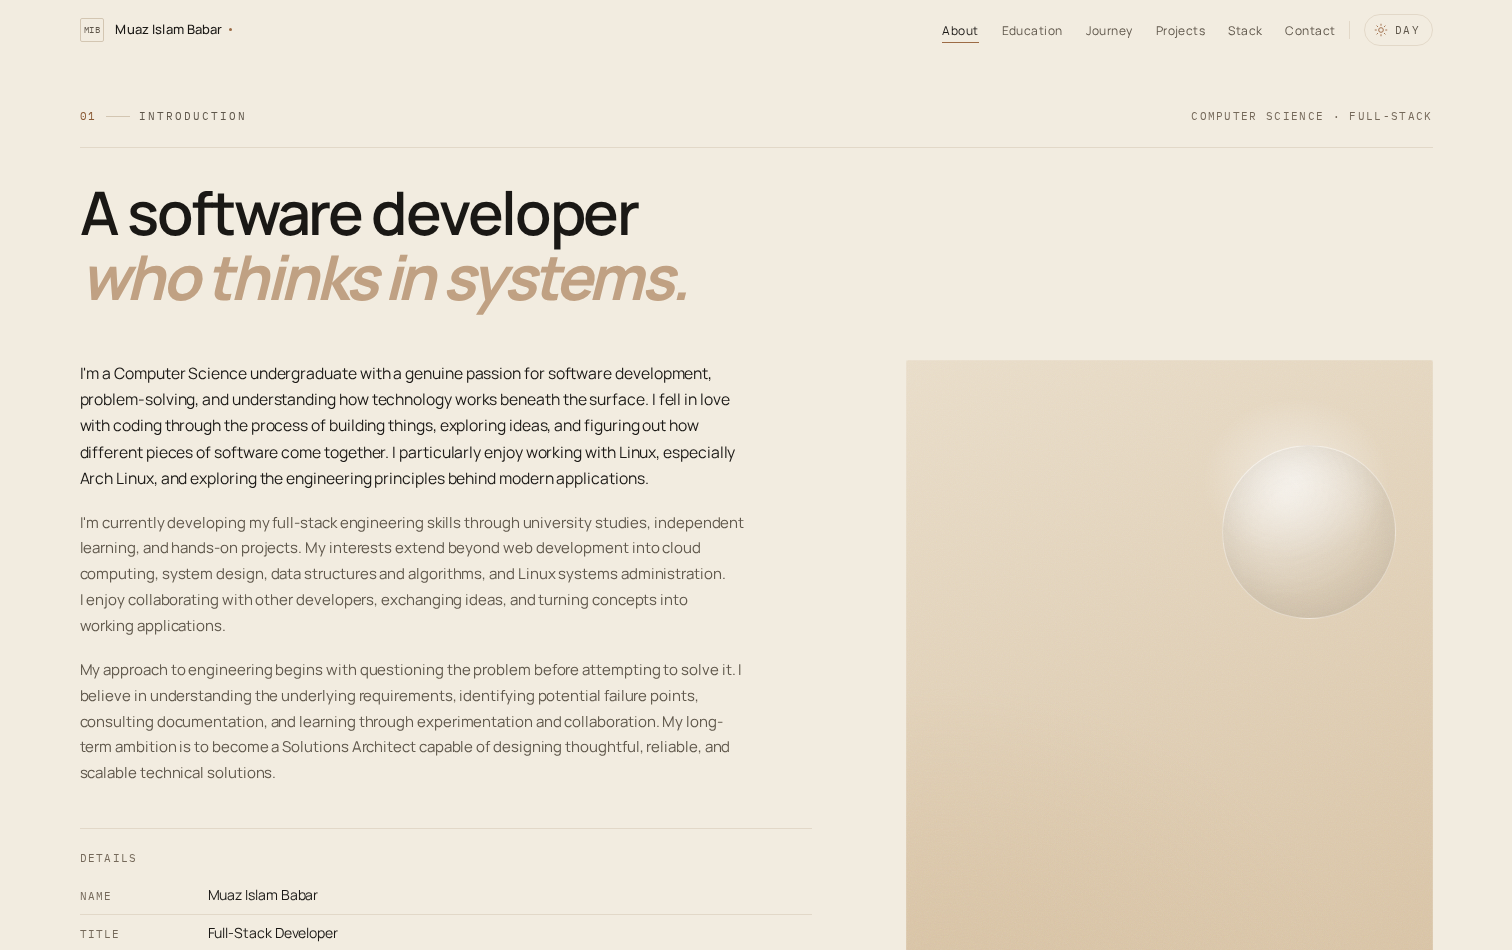 MIB Muaz Islam Babar •
About Education Journey Projects Stack Contact DAY
01 — INTRODUCTION
COMPUTER SCIENCE · FULL-STACK
A software developer
who thinks in systems.
I'm a Computer Science undergraduate with a genuine passion for software development,
problem-solving, and understanding how technology works beneath the surface. I fell in love
with coding through the process of building things, exploring ideas, and figuring out how
different pieces of software come together. I particularly enjoy working with Linux, especially
Arch Linux, and exploring the engineering principles behind modern applications.
I'm currently developing my full-stack engineering skills through university studies, independent
learning, and hands-on projects. My interests extend beyond web development into cloud
computing, system design, data structures and algorithms, and Linux systems administration.
I enjoy collaborating with other developers, exchanging ideas, and turning concepts into
working applications.
My approach to engineering begins with questioning the problem before attempting to solve it. I
believe in understanding the underlying requirements, identifying potential failure points,
consulting documentation, and learning through experimentation and collaboration. My long-
term ambition is to become a Solutions Architect capable of designing thoughtful, reliable, and
scalable technical solutions.
DETAILS
NAME Muaz Islam Babar
TITLE Full-Stack Developer